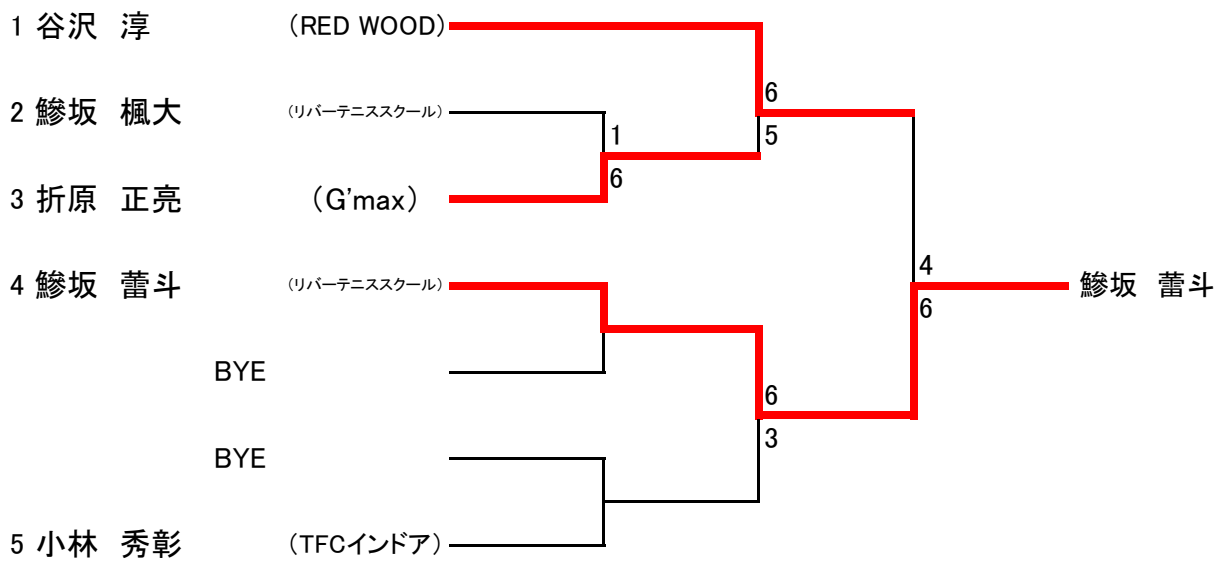 1 谷沢　淳 (RED WOOD)
6
2 鰺坂　楓大 (リバーテニススクール)
1
5
6
3 折原　正亮 （G'max）
4
4 鰺坂　蕾斗 (リバーテニススクール)
鰺坂　蕾斗
6
BYE
6
3
BYE
5 小林　秀彰 (TFCインドア)